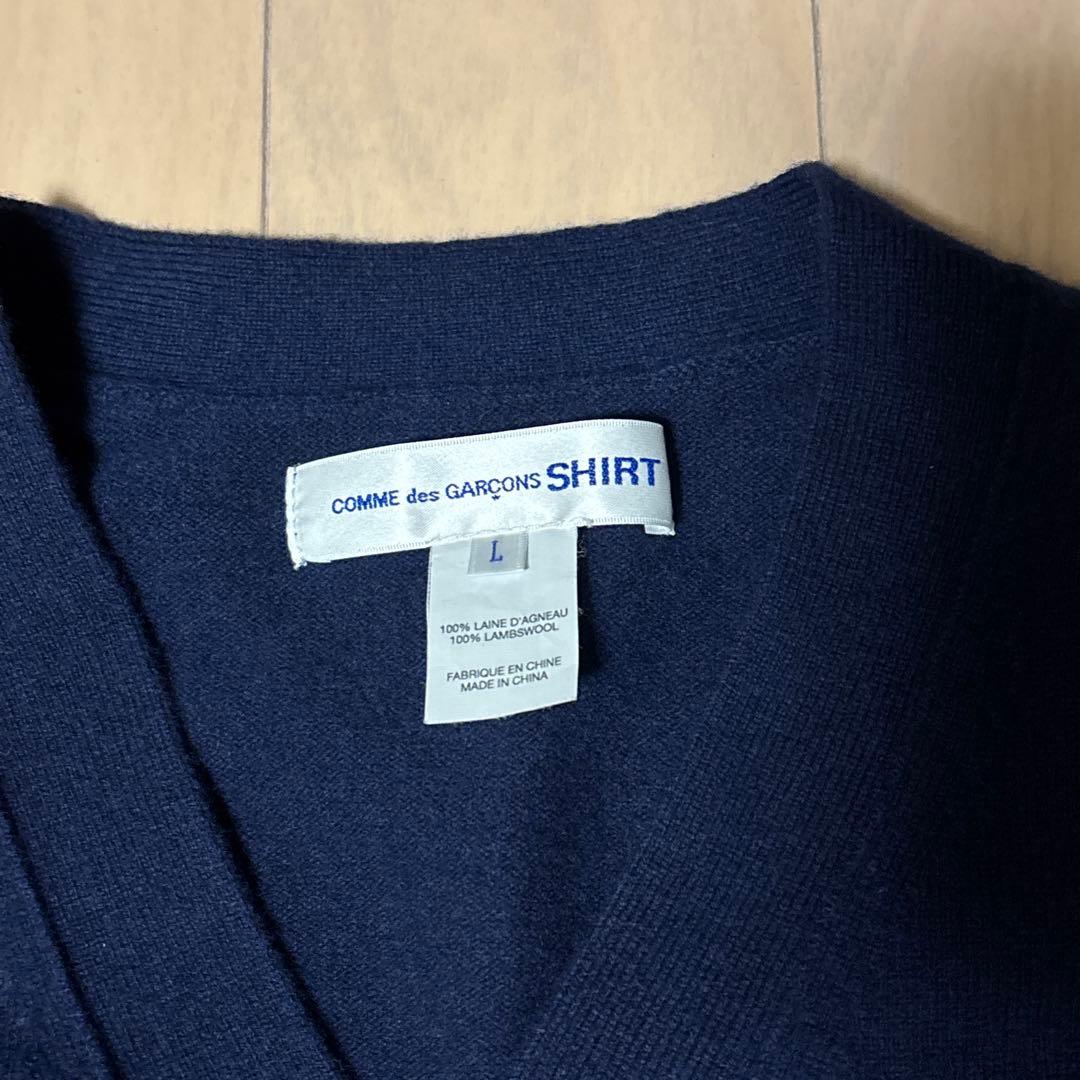 COMME des GARÇONS SHIRT
L
100% LAINE D'AGNEAU
100% LAMBSWOOL
FABRIQUE EN CHINE
MADE IN CHINA